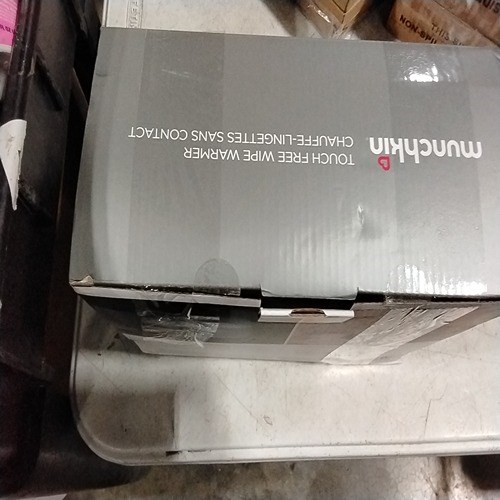 munchkin
TOUCH FREE WIPE WARMER
CHAUFFE-LINGETTES SANS CONTACT